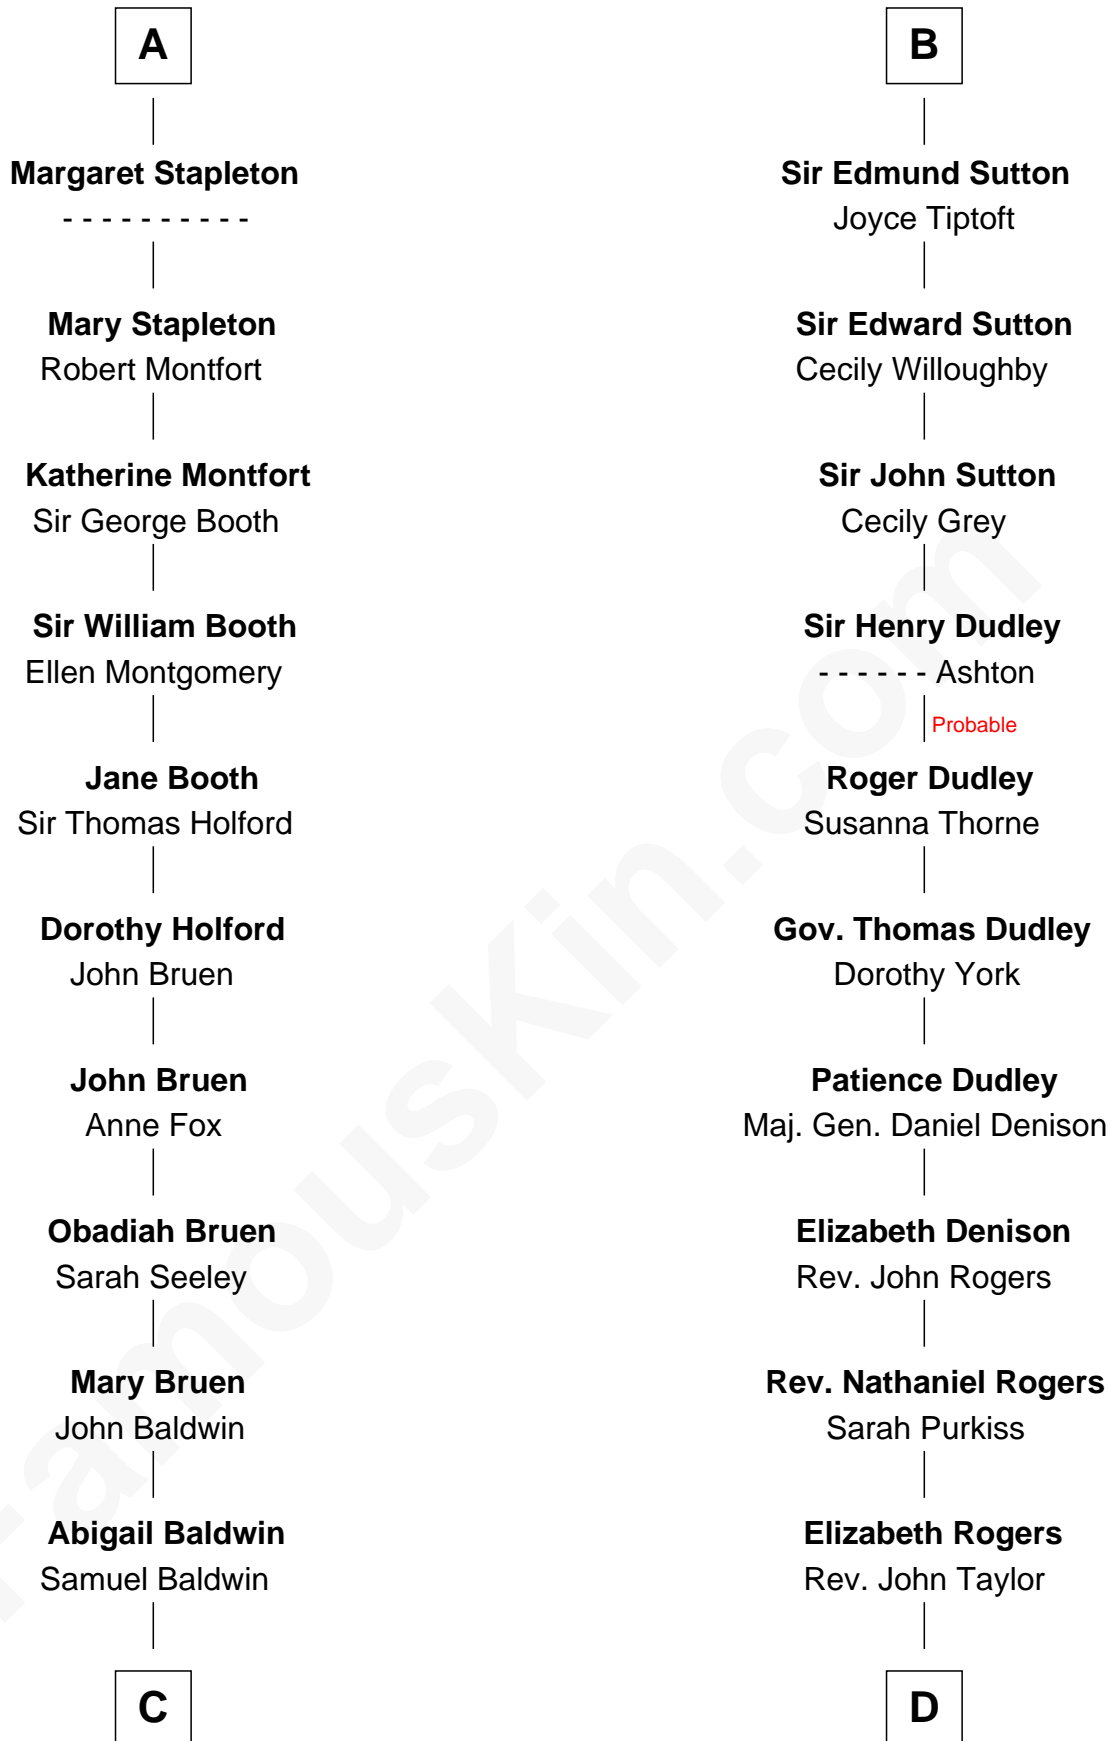 A
Margaret Stapleton
- - - - - - - - - -
Mary Stapleton
Robert Montfort
Katherine Montfort
Sir George Booth
Sir William Booth
Ellen Montgomery
Jane Booth
Sir Thomas Holford
Dorothy Holford
John Bruen
John Bruen
Anne Fox
Obadiah Bruen
Sarah Seeley
Mary Bruen
John Baldwin
Abigail Baldwin
Samuel Baldwin
C
B
Sir Edmund Sutton
Joyce Tiptoft
Sir Edward Sutton
Cecily Willoughby
Sir John Sutton
Cecily Grey
Sir Henry Dudley
- - - - - - Ashton
Probable
Roger Dudley
Susanna Thorne
Gov. Thomas Dudley
Dorothy York
Patience Dudley
Maj. Gen. Daniel Denison
Elizabeth Denison
Rev. John Rogers
Rev. Nathaniel Rogers
Sarah Purkiss
Elizabeth Rogers
Rev. John Taylor
D
FamousKin.com